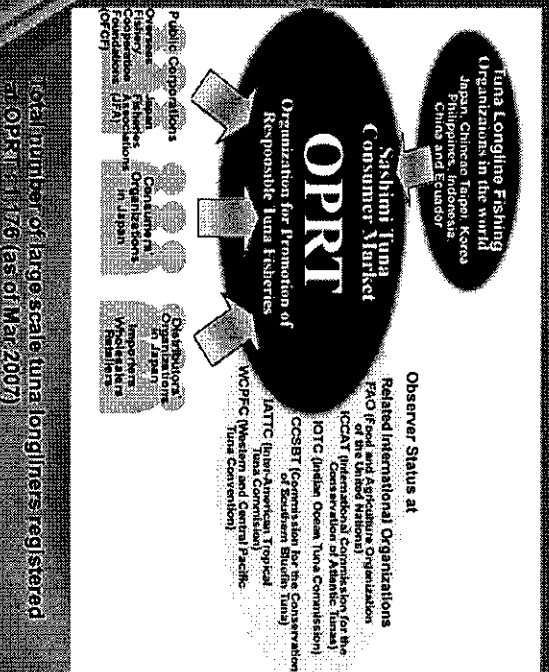 Tuna Longline Fishing
Organizations in the world
Japan, Chinese Taipei, Korea
Philippines, Indonesia
China and Ecuador
Sashimi Tuna
Consumer Market
OPRT
Organization for Promotion of
Responsible Tuna Fisheries
Observer Status at
Related International Organizations
FAO (Food and Agriculture Organization
of the United Nations)
ICCAT (International Commission for the
Conservation of Atlantic Tunas)
IOTC (Indian Ocean Tuna Commission)
CCSBT (Commission for the Conservation
of Southern Bluefin Tuna)
IATTC (Inter-American Tropical
Tuna Commission)
WCPFC (Western and Central Pacific
Tuna Convention)
Public Corporations
Overseas Japan
Fishery Fisheries
Cooperation Associations
Foundations (JFA)
(OFCF)
Consumers'
Organizations
in Japan
Distributors'
Organizations
in Japan
Importers
Wholesalers
Retailers
Total number of large scale tuna longliners registered
at OPRT (as of Mar.2007)